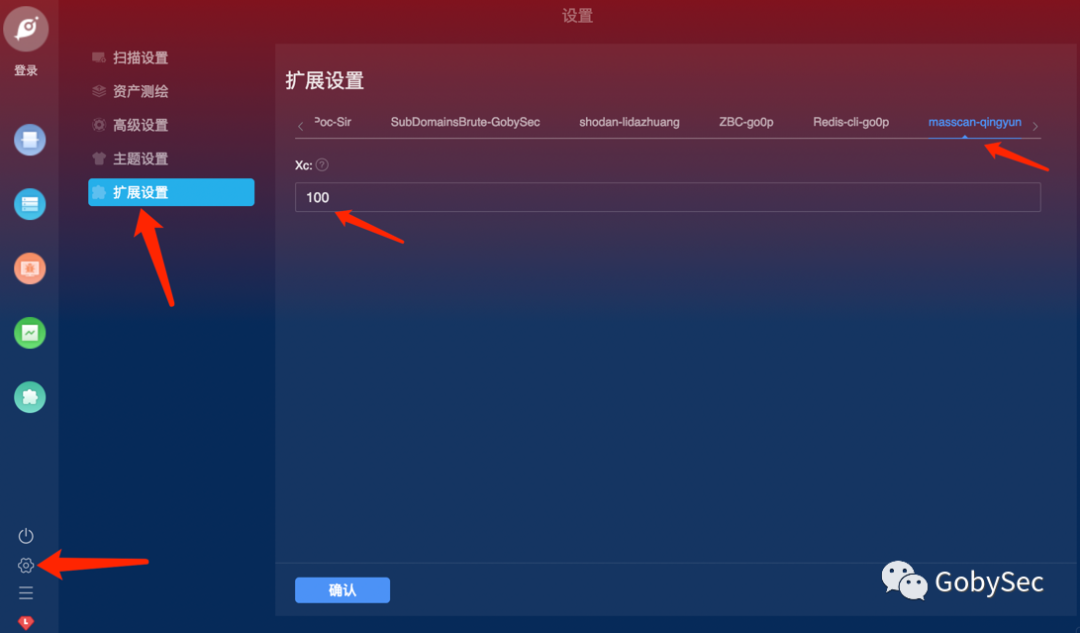 设置
登录
扫描设置
资产测绘
高级设置
主题设置
扩展设置
扩展设置
Poc-Sir SubDomainsBrute-GobySec shodan-lidazhuang ZBC-go0p Redis-cli-go0p masscan-qingyun
Xc: ?
100
确认
GobySec